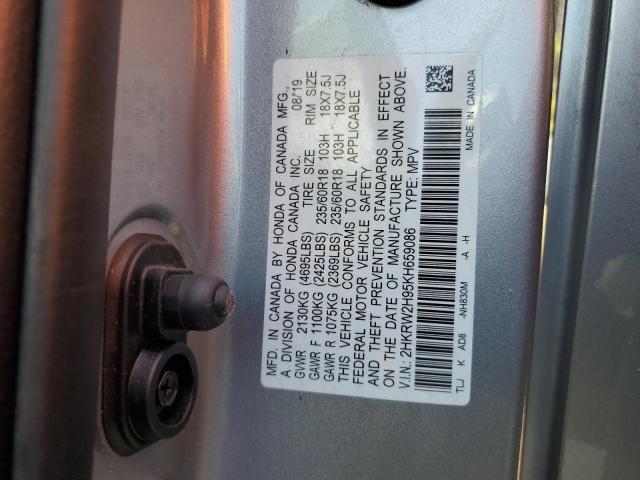 MFD. IN CANADA BY HONDA OF CANADA MFG.,
A DIVISION OF HONDA CANADA INC. 08/'19
GVWR 2130KG (4695LBS) TIRE SIZE RIM SIZE
GAWR F 1100KG (2425LBS) 235/60R18 103H 18X7.5J
GAWR R 1075KG (2369LBS) 235/60R18 103H 18X7.5J
THIS VEHICLE CONFORMS TO ALL APPLICABLE
FEDERAL MOTOR VEHICLE SAFETY
AND THEFT PREVENTION STANDARDS IN EFFECT
ON THE DATE OF MANUFACTURE SHOWN ABOVE.
V.I.N.: 2HKRW2H95KH659086 TYPE: MPV
TLJ K AD8 -NH830M -A -H
MADE IN CANADA